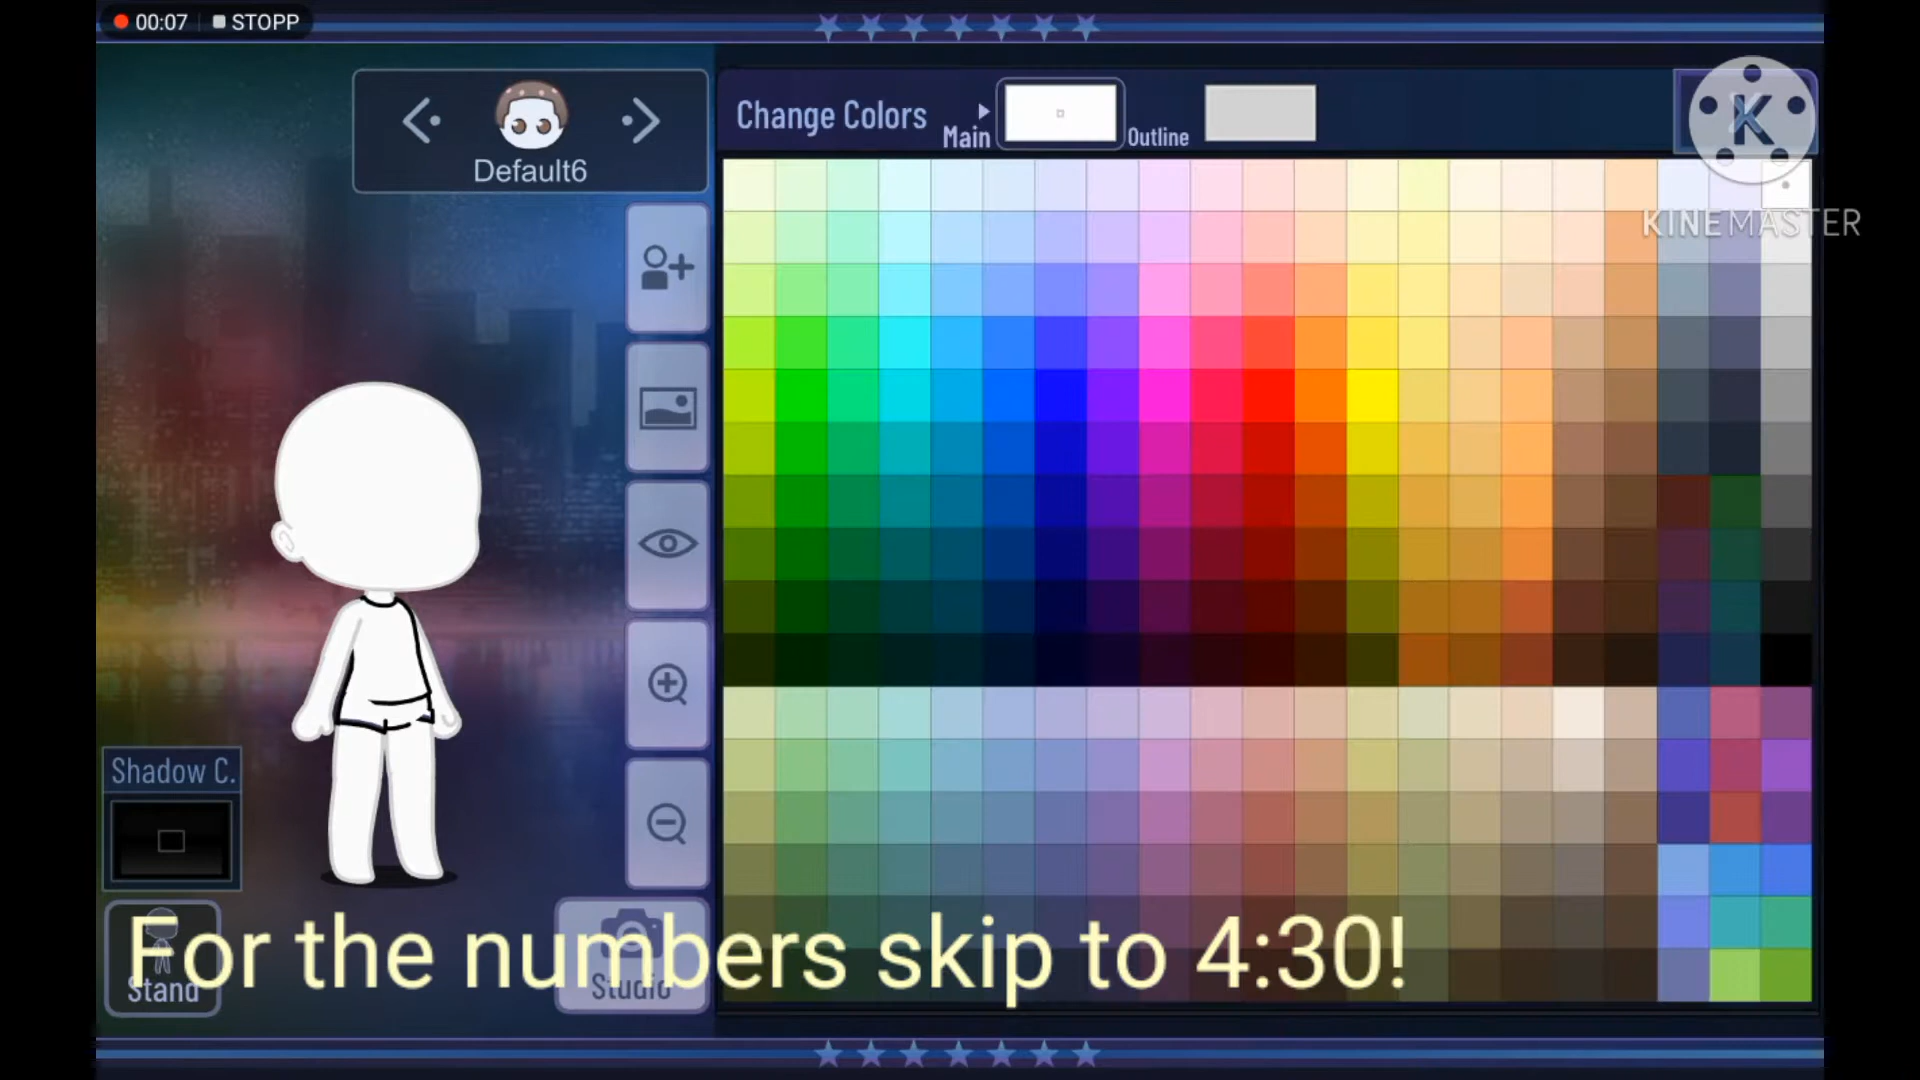 00:07 STOPP
Default6
Change Colors
Main
Outline
K
KINEMASTER
Shadow C.
Stand
Studio
For the numbers skip to 4:30!